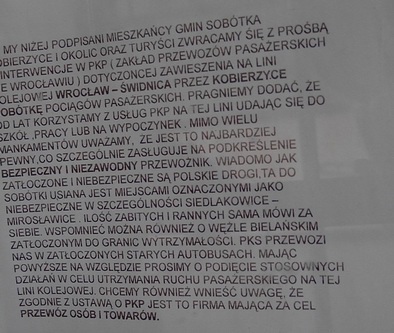 MY NIŻEJ PODPISANI MIESZKAŃCY GMIN SOBÓTKA
OBIERZYCE I OKOLIC ORAZ TURYŚCI ZWRACAMY SIĘ Z PROŚBĄ
INTERWENCJE W PKP ( ZAKŁAD PRZEWOZÓW PASAŻERSKICH
E WROCŁAWIU ) DOTYCZONCEJ ZAWIESZENIA NA LINI
OLEJOWEJ WROCŁAW – ŚWIDNICA PRZEZ KOBIERZYCE
OBÓTKĘ POCIĄGÓW PASAŻERSKICH. PRAGNIEMY DODAĆ, ŻE
OD LAT KORZYSTAMY Z USŁUG PKP NA TEJ LINI UDAJĄC SIĘ DO
SZKÓŁ ,PRACY LUB NA WYPOCZYNEK . MIMO WIELU
MANKAMENTÓW UWAŻAMY, ŻE JEST TO NAJBARDZIEJ
PEWNY,CO SZCZEGÓLNIE ZASŁUGUJE NA PODKREŚLENIE
BEZPIECZNY I NIEZAWODNY PRZEWOŹNIK. WIADOMO JAK
ZATŁOCZONE I NIEBEZPIECZNE SĄ POLSKIE DROGI,TA DO
SOBÓTKI USIANA JEST MIEJSCAMI OZNACZONYMI JAKO
NIEBEZPIECZNE W SZCZEGÓLNOŚCI SIEDLAKOWICE –
MIROSŁAWICE . ILOŚĆ ZABITYCH I RANNYCH SAMA MÓWI ZA
SIEBIE. WSPOMNIEĆ MOŻNA RÓWNIEŻ O WĘŹLE BIELAŃSKIM
ZATŁOCZONYM DO GRANIC WYTRZYMAŁOŚCI. PKS PRZEWOZI
NAS W ZATŁOCZONYCH STARYCH AUTOBUSACH. MAJĄC
POWYŻSZE NA WZGLĘDZIE PROSIMY O PODJĘCIE STOSOWNYCH
DZIAŁAŃ W CELU UTRZYMANIA RUCHU PASAŻERSKIEGO NA TEJ
LINI KOLEJOWEJ. CHCEMY RÓWNIEŻ WNIEŚĆ UWAGĘ, ŻE
ZGODNIE Z USTAWĄ O PKP JEST TO FIRMA MAJĄCA ZA CEL
PRZEWÓZ OSÓB I TOWARÓW.